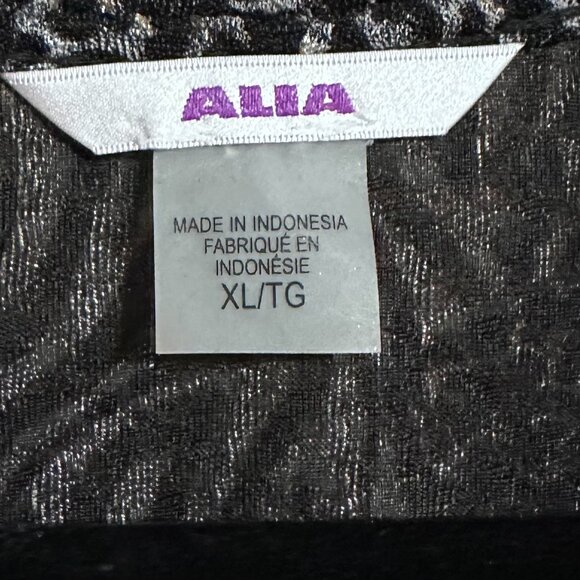 ALIA
MADE IN INDONESIA
FABRIQUÉ EN
INDONÉSIE
XL/TG